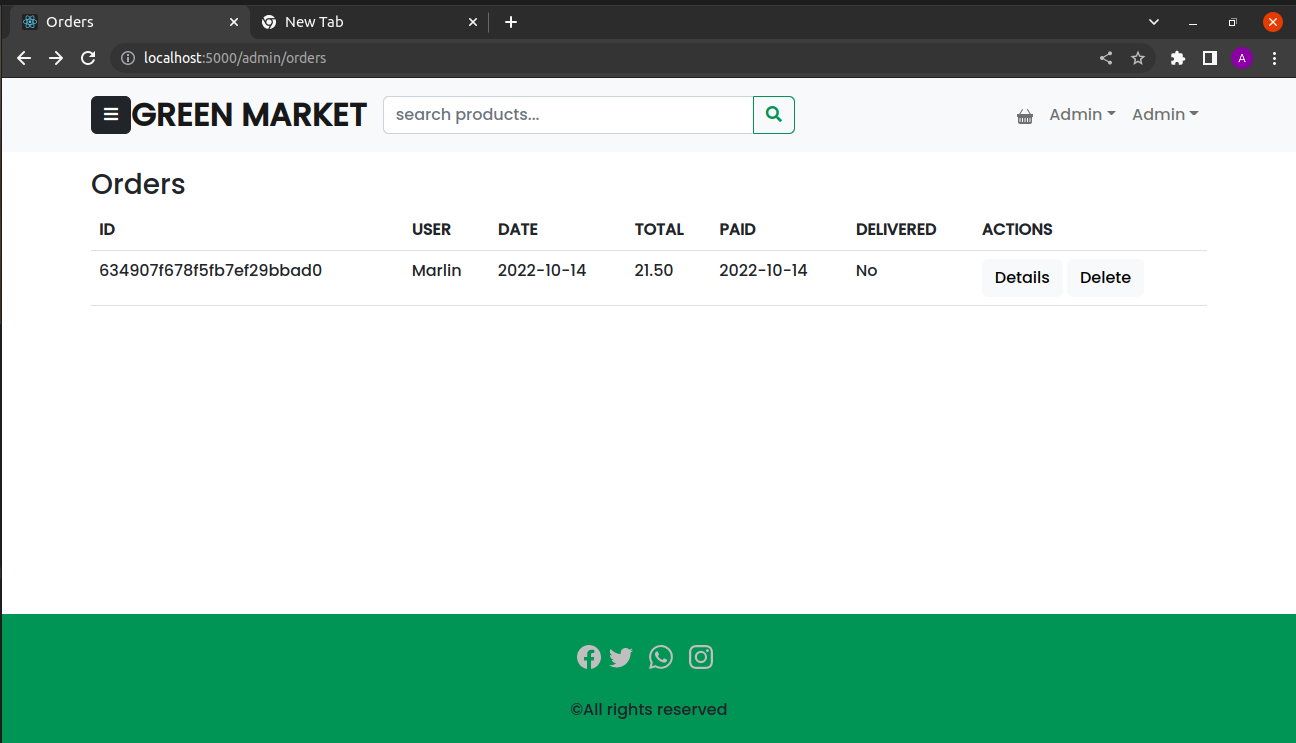 Orders
New Tab
localhost:5000/admin/orders
A
GREEN MARKET
search products...
Admin
Admin
Orders
ID USER DATE TOTAL PAID DELIVERED ACTIONS
634907f678f5fb7ef29bbad0 Marlin 2022-10-14 21.50 2022-10-14 No Details Delete
©All rights reserved